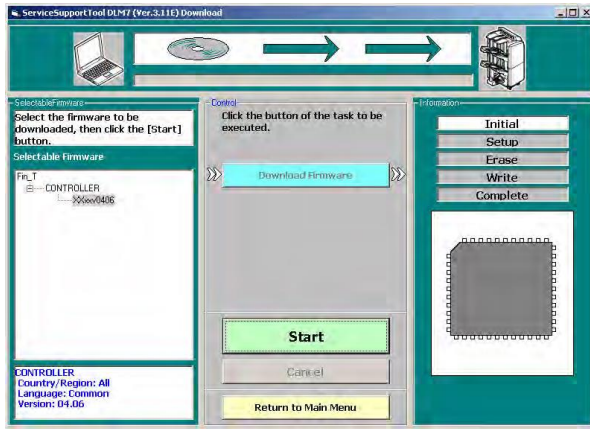 ServiceSupportTool DLM7 (Ver.3.11E) Download
SelectableFirmware
Select the firmware to be
downloaded, then click the [Start]
button.
Selectable Firmware
Fin_T
CONTROLLER
XXxxv0406
CONTROLLER
Country/Region: All
Language: Common
Version: 04.06
Control
Click the button of the task to be
executed.
Download Firmware
Start
Cancel
Return to Main Menu
Information
Initial
Setup
Erase
Write
Complete